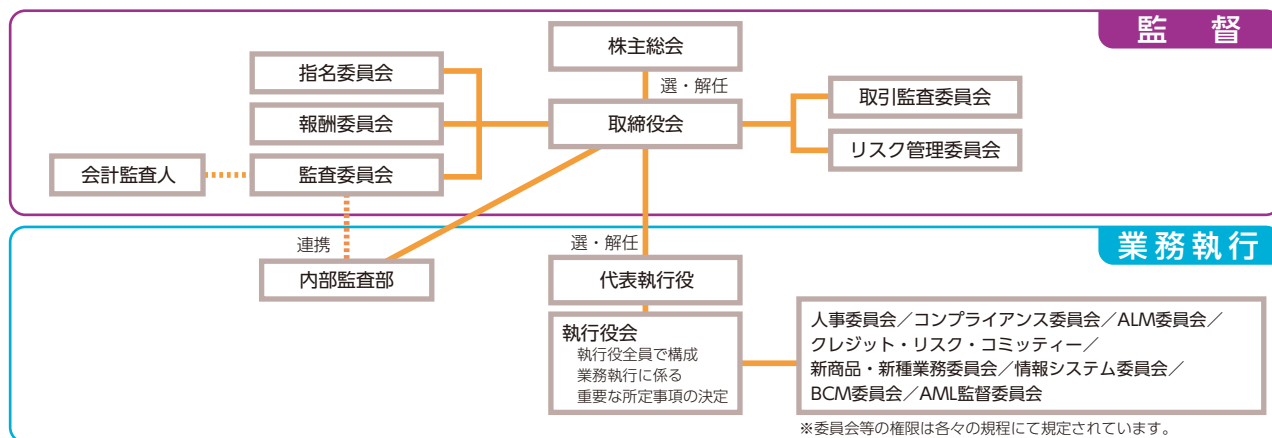 監　督
株主総会
選・解任
指名委員会
報酬委員会
監査委員会
会計監査人
取締役会
取引監査委員会
リスク管理委員会
業務執行
連携
内部監査部
選・解任
代表執行役
執行役会
執行役全員で構成
業務執行に係る
重要な所定事項の決定
人事委員会／コンプライアンス委員会／ALM委員会／
クレジット・リスク・コミッティー／
新商品・新種業務委員会／情報システム委員会／
BCM委員会／AML監督委員会
※委員会等の権限は各々の規程にて規定されています。